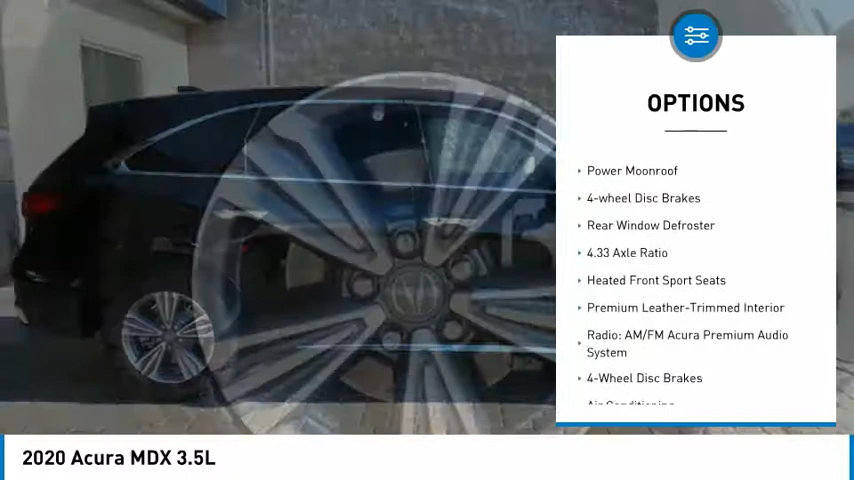 OPTIONS
Power Moonroof
4-wheel Disc Brakes
Rear Window Defroster
4.33 Axle Ratio
Heated Front Sport Seats
Premium Leather-Trimmed Interior
Radio: AM/FM Acura Premium Audio
System
4-Wheel Disc Brakes
Air Conditioning
2020 Acura MDX 3.5L